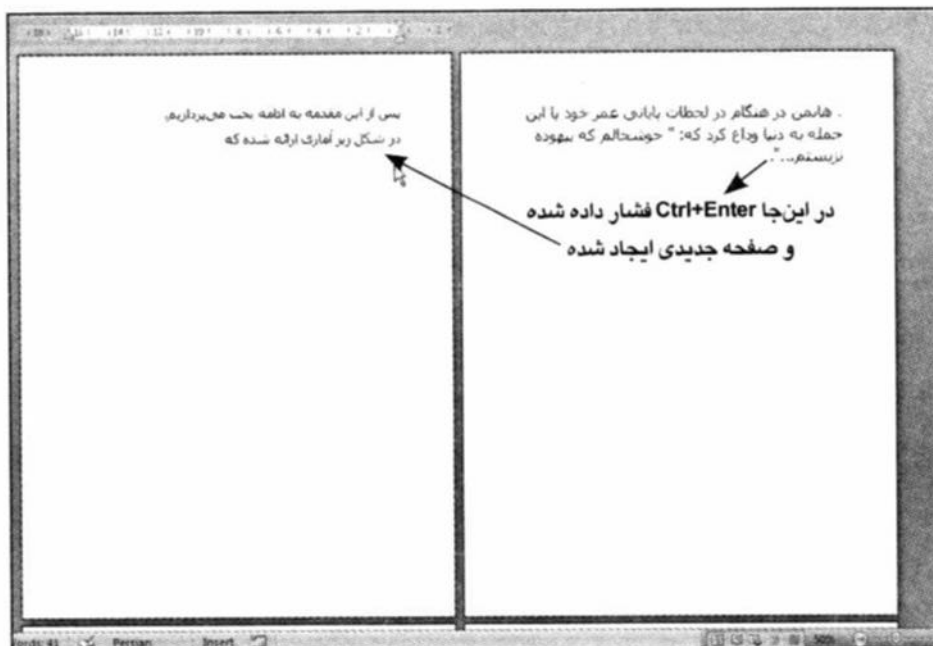 . هانمن در هنگام در لحظات پایانی عمر خود با این
جمله به دنیا وداع کرد که: " خوشحالم که بیهوده
نزیستم...".
در این‌جا Ctrl+Enter فشار داده شده
و صفحه جدیدی ایجاد شده
پس از این مقدمه به ادامه بحث می‌پردازیم.
در شکل زیر آماری ارائه شده که
Persian Insert 50%